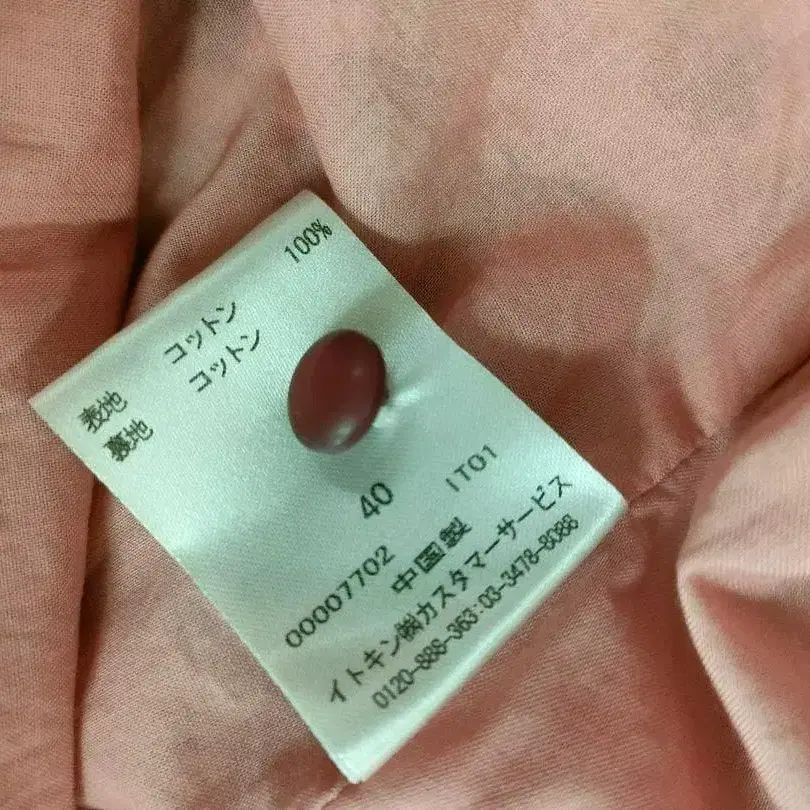 表地 コットン 100%
裏地 コットン
40 IT01
00007702 中国製
イトキン㈱カスタマーサービス
0120-888-363:03-3478-8088